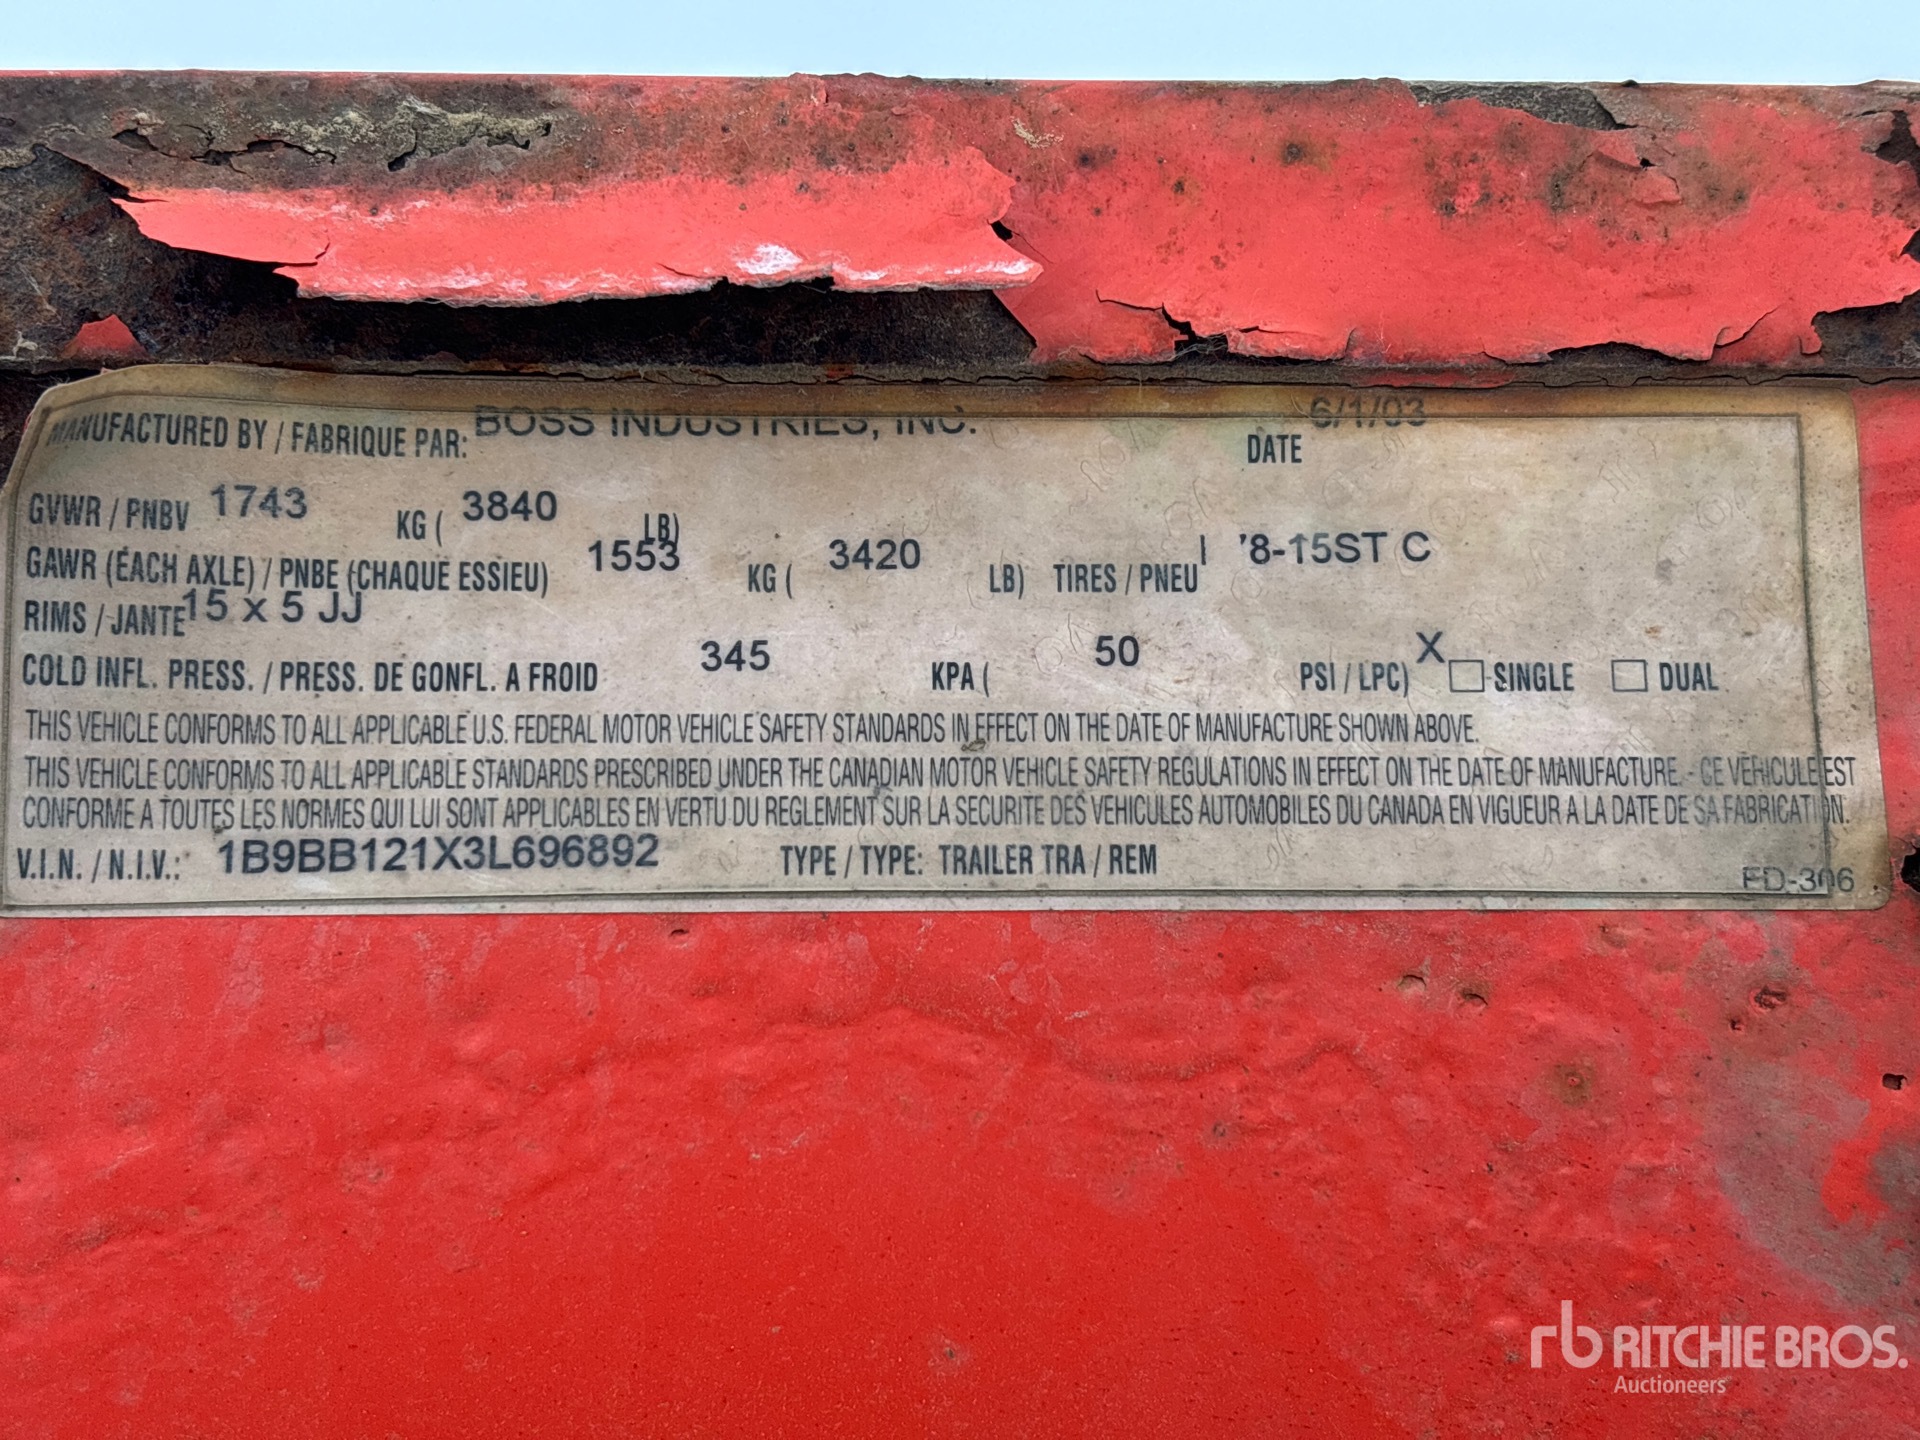 MANUFACTURED BY / FABRIQUE PAR: BOSS INDUSTRIES, INC. DATE 6/1/03
GVWR / PNBV 1743 KG ( 3840 LB)
GAWR (EACH AXLE) / PNBE (CHAQUE ESSIEU) 1553 KG ( 3420 LB) TIRES / PNEU 78-15ST C
RIMS / JANTE 15 x 5 JJ
COLD INFL. PRESS. / PRESS. DE GONFL. A FROID 345 KPA ( 50 PSI / LPC) X SINGLE DUAL
THIS VEHICLE CONFORMS TO ALL APPLICABLE U.S. FEDERAL MOTOR VEHICLE SAFETY STANDARDS IN EFFECT ON THE DATE OF MANUFACTURE SHOWN ABOVE.
THIS VEHICLE CONFORMS TO ALL APPLICABLE STANDARDS PRESCRIBED UNDER THE CANADIAN MOTOR VEHICLE SAFETY REGULATIONS IN EFFECT ON THE DATE OF MANUFACTURE. - CE VEHICULE EST
CONFORME A TOUTES LES NORMES QUI LUI SONT APPLICABLES EN VERTU DU REGLEMENT SUR LA SECURITE DES VEHICULES AUTOMOBILES DU CANADA EN VIGUEUR A LA DATE DE SA FABRICATION.
V.I.N. / N.I.V.: 1B9BB121X3L696892 TYPE / TYPE: TRAILER TRA / REM FD-306
rb RITCHIE BROS.
Auctioneers